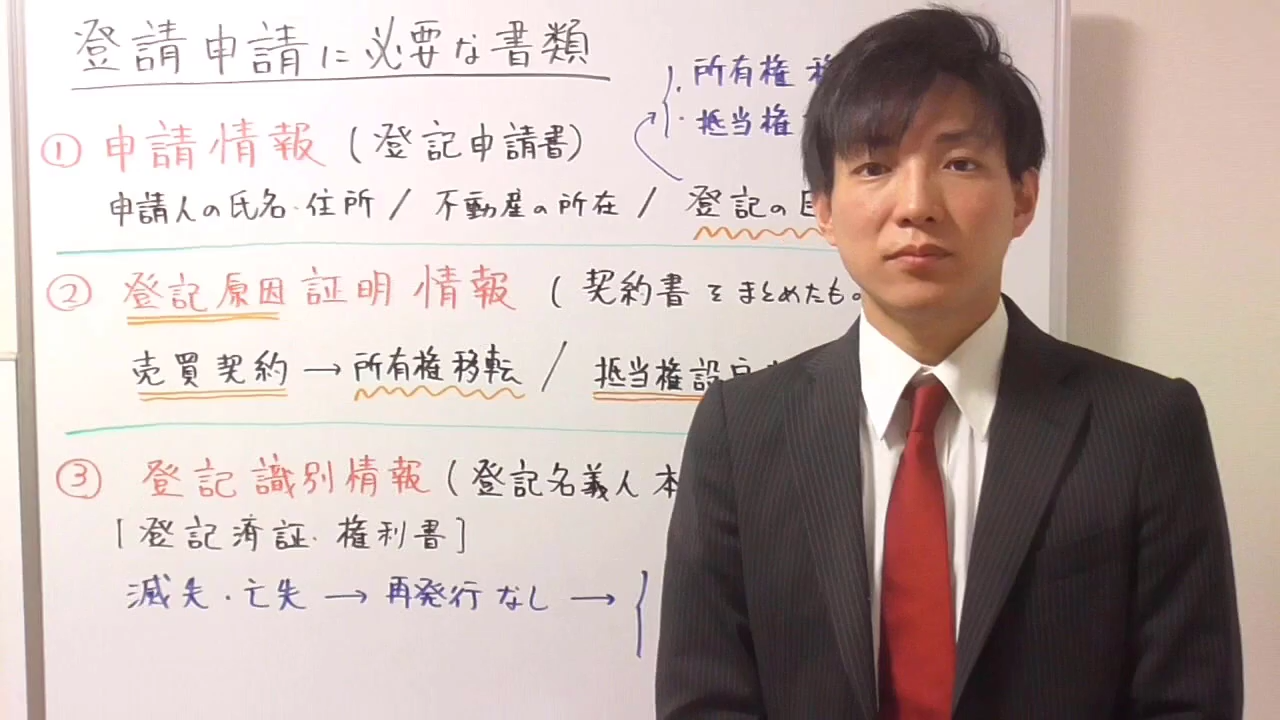 登請申請に必要な書類
・所有権 移
・抵当権
① 申請情報 (登記申請書)
申請人の氏名・住所 / 不動産の所在 / 登記の目
② 登記原因証明情報 (契約書をまとめたもの
売買契約 → 所有権移転 / 抵当権設定
③ 登記識別情報 (登記名義人 本
[登記済証・権利書]
滅失・亡失 → 再発行なし →